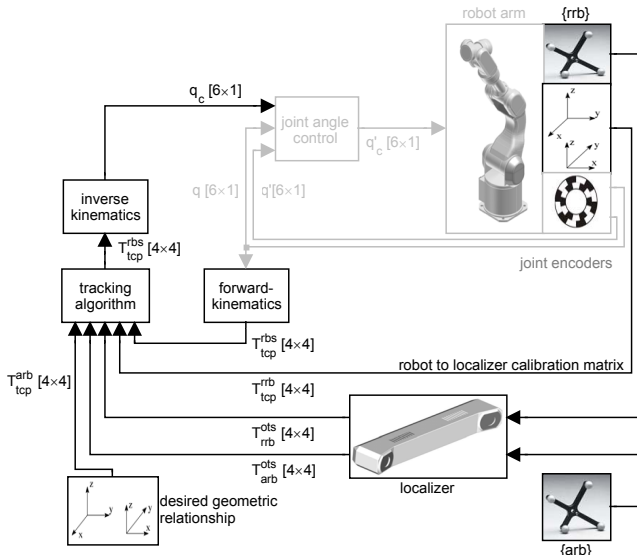 robot arm
{rrb}
z
y
x
y
z
x
q_c [6×1]
joint angle
control
q'_c [6×1]
q [6×1]
q'[6×1]
inverse
kinematics
T^rbs_tcp [4×4]
joint encoders
tracking
algorithm
forward-
kinematics
T^rbs_tcp [4×4]
robot to localizer calibration matrix
T^arb_tcp [4×4]
T^rrb_tcp [4×4]
T^ots_rrb [4×4]
T^ots_arb [4×4]
localizer
z
y
x
z
y
x
desired geometric
relationship
{arb}